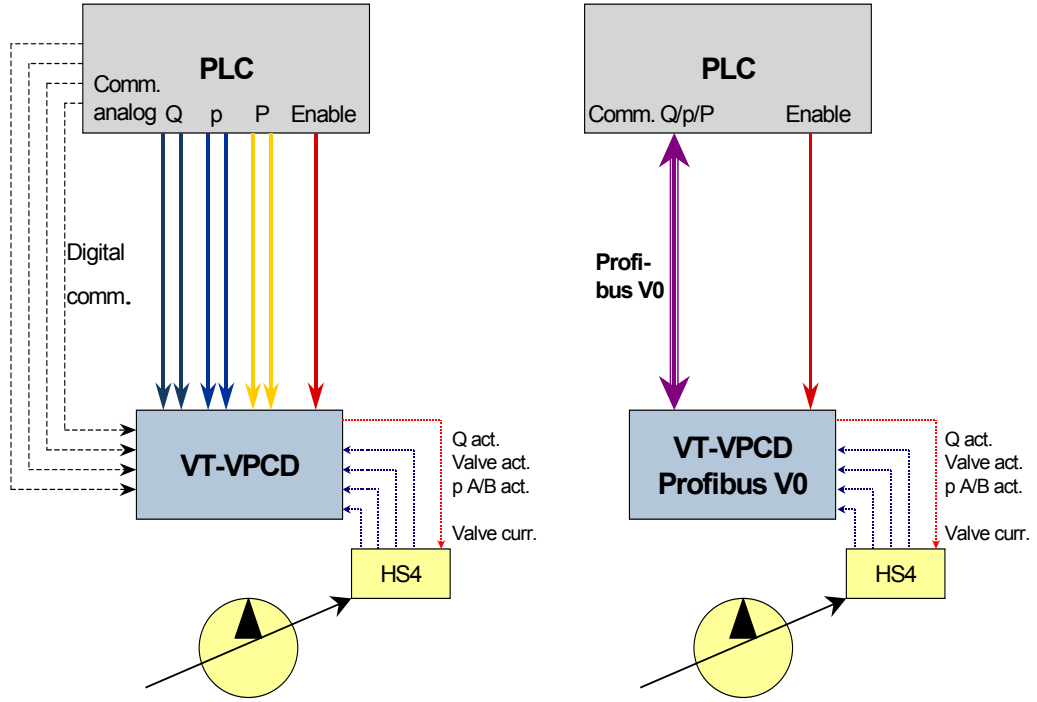 PLC
Comm.
analog Q p P Enable
Digital
comm.
VT-VPCD
Q act.
Valve act.
p A/B act.
Valve curr.
HS4
PLC
Comm. Q/p/P Enable
Profi-
bus V0
VT-VPCD
Profibus V0
Q act.
Valve act.
p A/B act.
Valve curr.
HS4